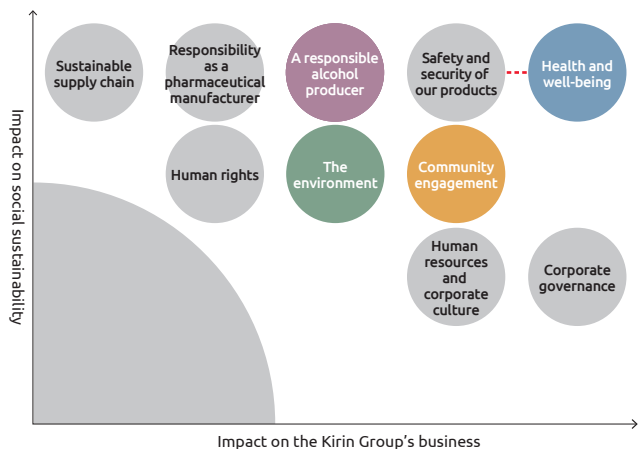 Impact on social sustainability
Sustainable
supply chain
Responsibility
as a
pharmaceutical
manufacturer
A responsible
alcohol
producer
Safety and
security of
our products
Health and
well-being
Human rights
The
environment
Community
engagement
Human
resources
and
corporate
culture
Corporate
governance
Impact on the Kirin Group’s business